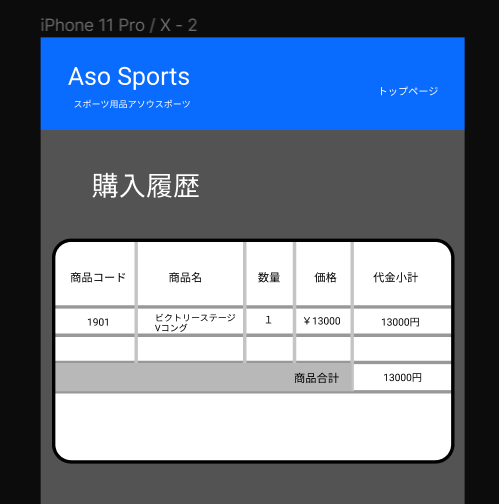 iPhone 11 Pro / X - 2
Aso Sports
トップページ
スポーツ用品アソウスポーツ
購入履歴
商品コード 商品名 数量 価格 代金小計
1901 ビクトリーステージ 1 ￥13000 13000円
Vコング
商品合計 13000円